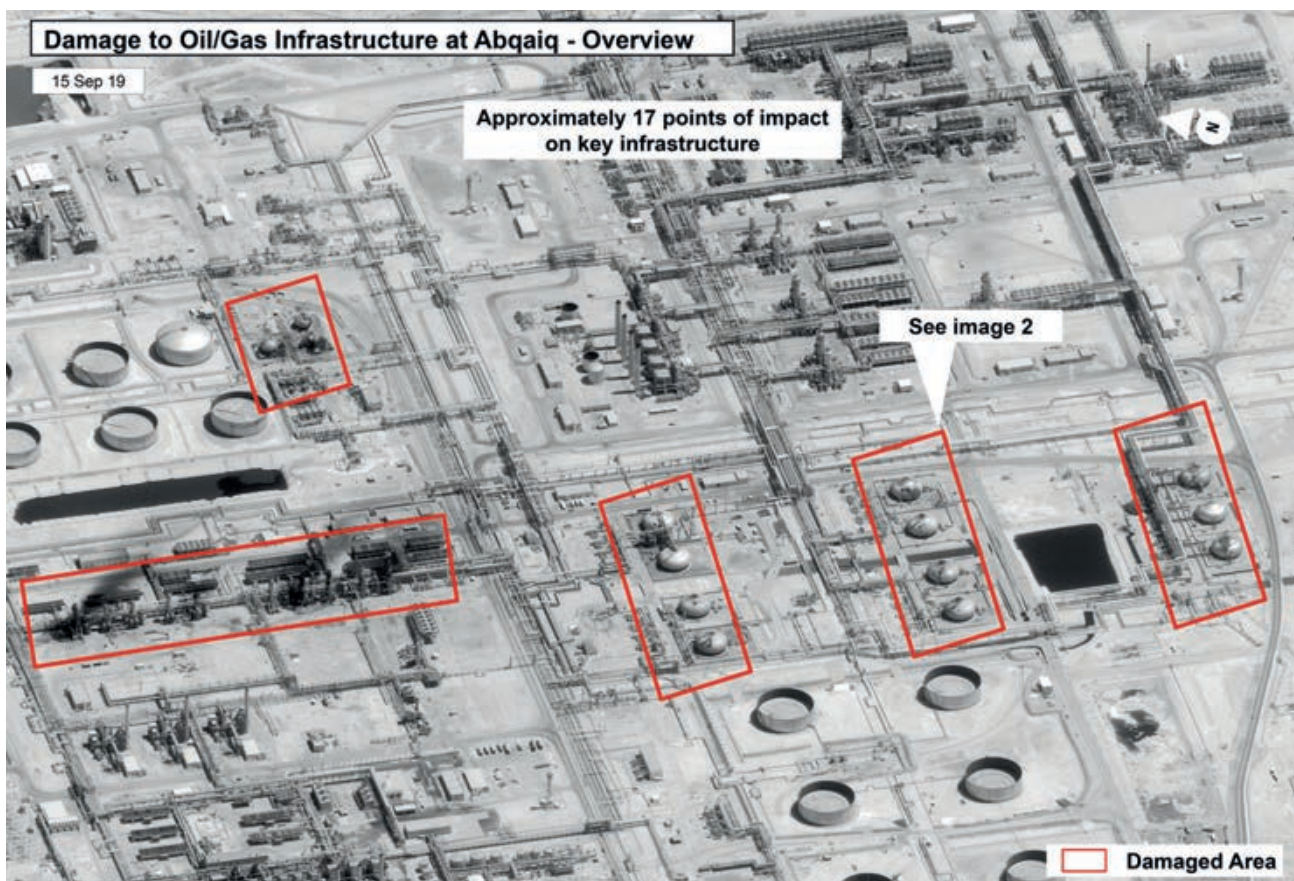 Damage to Oil/Gas Infrastructure at Abqaiq - Overview
15 Sep 19
Approximately 17 points of impact
on key infrastructure
N
See image 2
Damaged Area